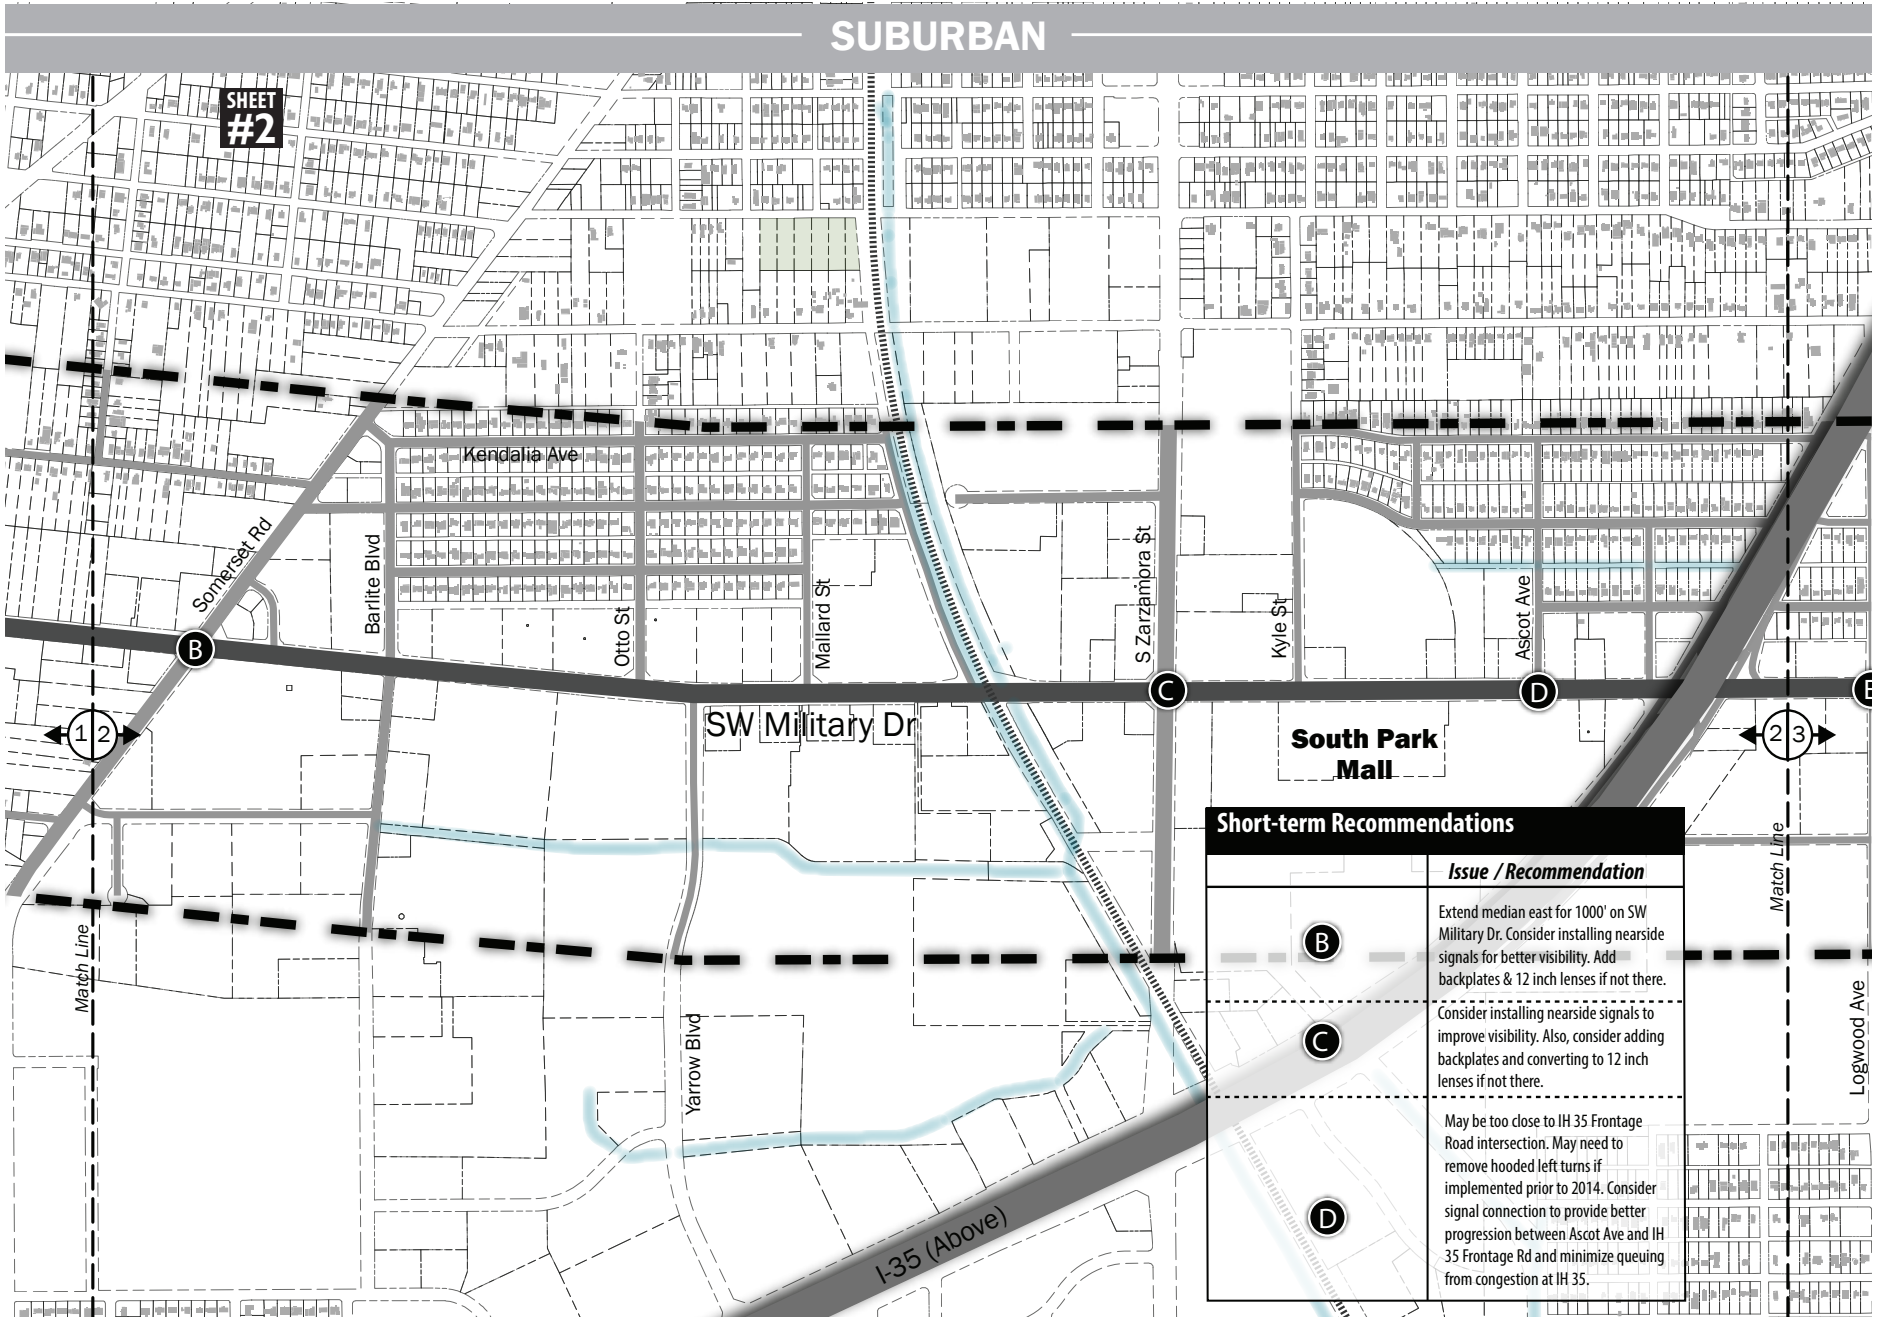 SUBURBAN
SHEET
#2
Kendalia Ave
Somerset Rd
Barlite Blvd
Otto St
Mallard St
S Zarzamora St
Kyle St
Ascot Ave
B
C
D
E
SW Military Dr
1 2
2 3
South Park
Mall
Match Line
Match Line
Yarrow Blvd
Logwood Ave
I-35 (Above)
Short-term Recommendations
Issue / Recommendation
B
Extend median east for 1000' on SW
Military Dr. Consider installing nearside
signals for better visibility. Add
backplates & 12 inch lenses if not there.
C
Consider installing nearside signals to
improve visibility. Also, consider adding
backplates and converting to 12 inch
lenses if not there.
D
May be too close to IH 35 Frontage
Road intersection. May need to
remove hooded left turns if
implemented prior to 2014. Consider
signal connection to provide better
progression between Ascot Ave and IH
35 Frontage Rd and minimize queuing
from congestion at IH 35.